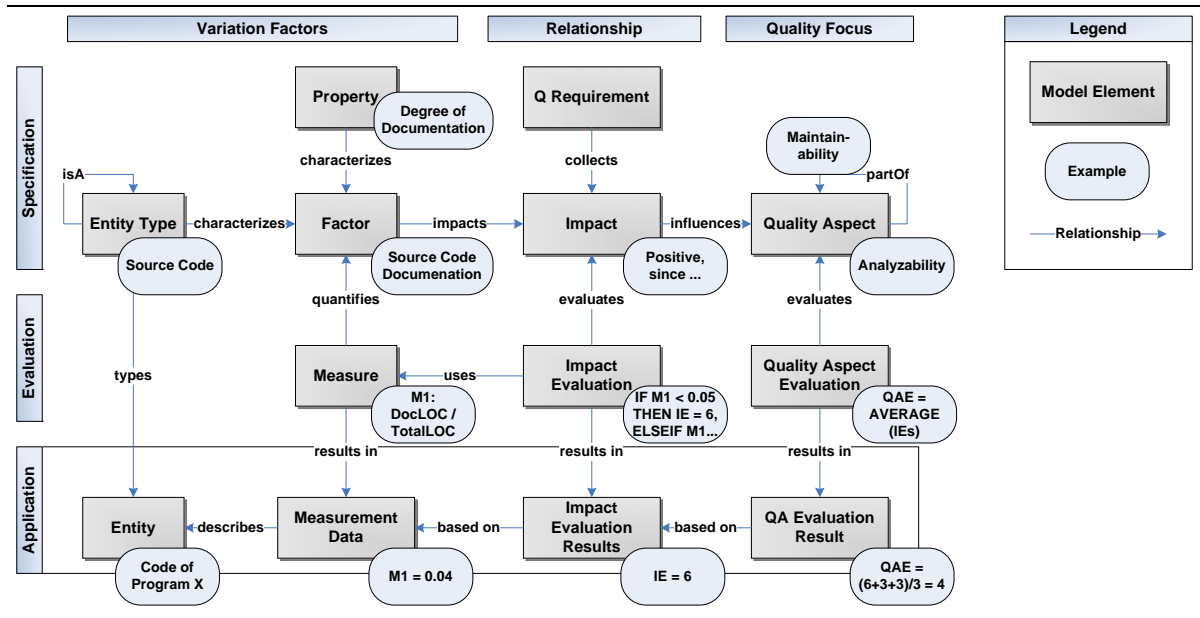 Variation Factors
Relationship
Quality Focus
Legend
Specification
Property
Degree of
Documentation
Q Requirement
Maintain-
ability
Model Element
characterizes
collects
isA
partOf
Example
Entity Type
characterizes
Factor
impacts
Impact
influences
Quality Aspect
Relationship
Source Code
Source Code
Documenation
Positive,
since ...
Analyzability
quantifies
evaluates
evaluates
Evaluation
types
Measure
uses
Impact
Evaluation
Quality Aspect
Evaluation
M1:
DocLOC /
TotalLOC
IF M1 < 0.05
THEN IE = 6,
ELSEIF M1...
QAE =
AVERAGE
(IEs)
results in
results in
results in
Application
Entity
describes
Measurement
Data
based on
Impact
Evaluation
Results
based on
QA Evaluation
Result
Code of
Program X
M1 = 0.04
IE = 6
QAE =
(6+3+3)/3 = 4